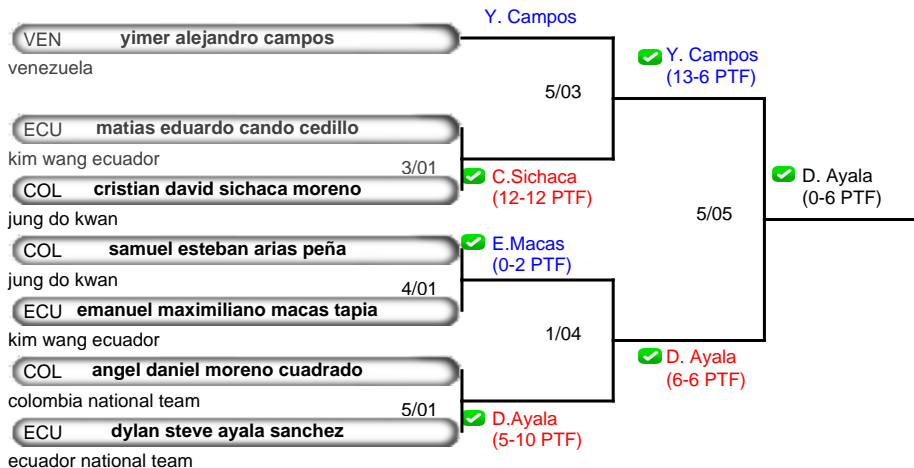 Y. Campos
VEN yimer alejandro campos
venezuela
Y. Campos
(13-6 PTF)
5/03
ECU matias eduardo cando cedillo
kim wang ecuador
3/01
COL cristian david sichaca moreno
jung do kwan
C.Sichaca
(12-12 PTF)
D. Ayala
(0-6 PTF)
5/05
COL samuel esteban arias peña
jung do kwan
E.Macas
(0-2 PTF)
4/01
ECU emanuel maximiliano macas tapia
kim wang ecuador
1/04
COL angel daniel moreno cuadrado
colombia national team
D. Ayala
(6-6 PTF)
5/01
ECU dylan steve ayala sanchez
ecuador national team
D.Ayala
(5-10 PTF)